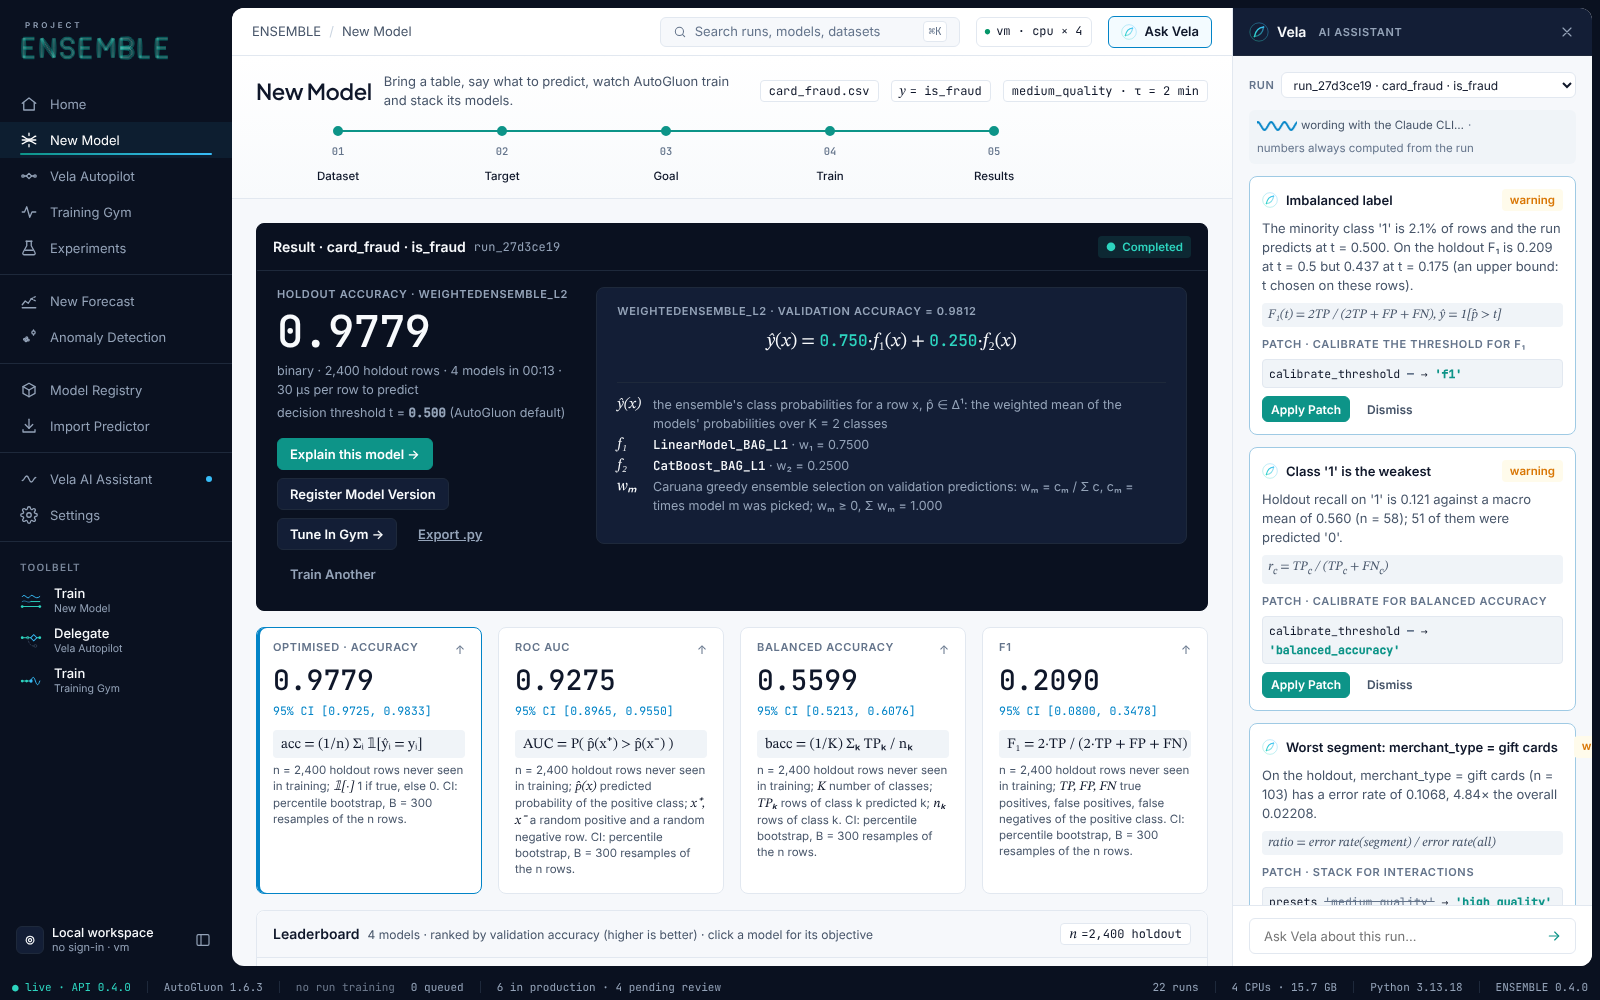 PROJECT
ENSEMBLE
Home
New Model
Vela Autopilot
Training Gym
Experiments
New Forecast
Anomaly Detection
Model Registry
Import Predictor
Vela AI Assistant
Settings
TOOLBELT
Train
New Model
Delegate
Vela Autopilot
Train
Training Gym
Local workspace
no sign-in · vm
ENSEMBLE / New Model
Search runs, models, datasets ⌘K
vm · cpu × 4
Ask Vela
New Model
Bring a table, say what to predict, watch AutoGluon train
and stack its models.
card_fraud.csv
y = is_fraud
medium_quality · τ = 2 min
01 02 03 04 05
Dataset Target Goal Train Results
Result · card_fraud · is_fraud run_27d3ce19
Completed
HOLDOUT ACCURACY · WEIGHTEDENSEMBLE_L2
0.9779
binary · 2,400 holdout rows · 4 models in 00:13 ·
30 µs per row to predict
decision threshold t = 0.500 (AutoGluon default)
Explain this model →
Register Model Version
Tune In Gym →
Export .py
Train Another
WEIGHTEDENSEMBLE_L2 · VALIDATION ACCURACY = 0.9812
ŷ(x) = 0.750·f₁(x) + 0.250·f₂(x)
ŷ(x) the ensemble's class probabilities for a row x, p̂ ∈ Δ¹: the weighted mean of the
models' probabilities over K = 2 classes
f₁ LinearModel_BAG_L1 · w₁ = 0.7500
f₂ CatBoost_BAG_L1 · w₂ = 0.2500
wₘ Caruana greedy ensemble selection on validation predictions: wₘ = cₘ / Σ c, cₘ =
times model m was picked; wₘ ≥ 0, Σ wₘ = 1.000
OPTIMISED · ACCURACY ↑
0.9779
95% CI [0.9725, 0.9833]
acc = (1/n) Σᵢ 𝟙[ŷᵢ = yᵢ]
n = 2,400 holdout rows never seen
in training; 𝟙[·] 1 if true, else 0. CI:
percentile bootstrap, B = 300
resamples of the n rows.
ROC AUC ↑
0.9275
95% CI [0.8965, 0.9550]
AUC = P( p̂(x⁺) > p̂(x⁻) )
n = 2,400 holdout rows never seen
in training; p̂(x) predicted
probability of the positive class; x⁺,
x⁻ a random positive and a random
negative row. CI: percentile
bootstrap, B = 300 resamples of
the n rows.
BALANCED ACCURACY ↑
0.5599
95% CI [0.5213, 0.6076]
bacc = (1/K) Σₖ TPₖ / nₖ
n = 2,400 holdout rows never seen
in training; K number of classes;
TPₖ rows of class k predicted k; nₖ
rows of class k. CI: percentile
bootstrap, B = 300 resamples of
the n rows.
F1 ↑
0.2090
95% CI [0.0800, 0.3478]
F₁ = 2·TP / (2·TP + FP + FN)
n = 2,400 holdout rows never seen
in training; TP, FP, FN true
positives, false positives, false
negatives of the positive class. CI:
percentile bootstrap, B = 300
resamples of the n rows.
Leaderboard 4 models · ranked by validation accuracy (higher is better) · click a model for its objective
n =2,400 holdout
Vela AI ASSISTANT
RUN run_27d3ce19 · card_fraud · is_fraud
wording with the Claude CLI... ·
numbers always computed from the run
Imbalanced label warning
The minority class '1' is 2.1% of rows and the run
predicts at t = 0.500. On the holdout F₁ is 0.209
at t = 0.5 but 0.437 at t = 0.175 (an upper bound:
t chosen on these rows).
F₁(t) = 2TP / (2TP + FP + FN), ŷ = 1[p̂ > t]
PATCH · CALIBRATE THE THRESHOLD FOR F₁
calibrate_threshold — → 'f1'
Apply Patch Dismiss
Class '1' is the weakest warning
Holdout recall on '1' is 0.121 against a macro
mean of 0.560 (n = 58); 51 of them were
predicted '0'.
r_c = TP_c / (TP_c + FN_c)
PATCH · CALIBRATE FOR BALANCED ACCURACY
calibrate_threshold — →
'balanced_accuracy'
Apply Patch Dismiss
Worst segment: merchant_type = gift cards w
On the holdout, merchant_type = gift cards (n =
103) has a error rate of 0.1068, 4.84× the overall
0.02208.
ratio = error rate(segment) / error rate(all)
PATCH · STACK FOR INTERACTIONS
presets 'medium_quality' → 'high_quality'
Ask Vela about this run... →
live · API 0.4.0 AutoGluon 1.6.3 no run training 0 queued 6 in production · 4 pending review 22 runs 4 CPUs · 15.7 GB Python 3.13.18 ENSEMBLE 0.4.0